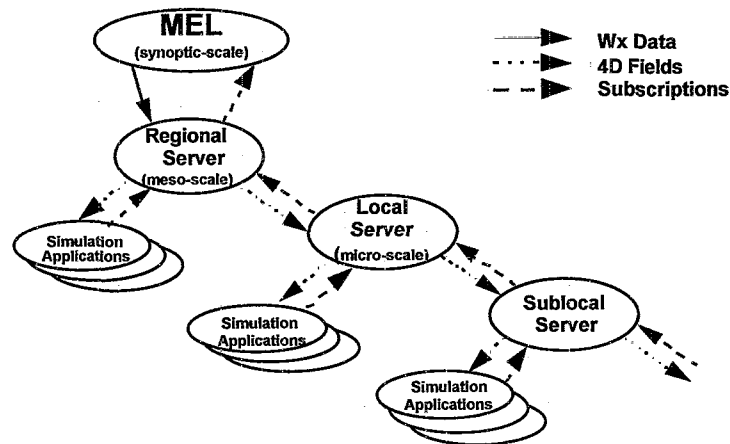 MEL
(synoptic-scale)
Wx Data
4D Fields
Subscriptions
Regional
Server
(meso-scale)
Simulation
Applications
Local
Server
(micro-scale)
Simulation
Applications
Sublocal
Server
Simulation
Applications